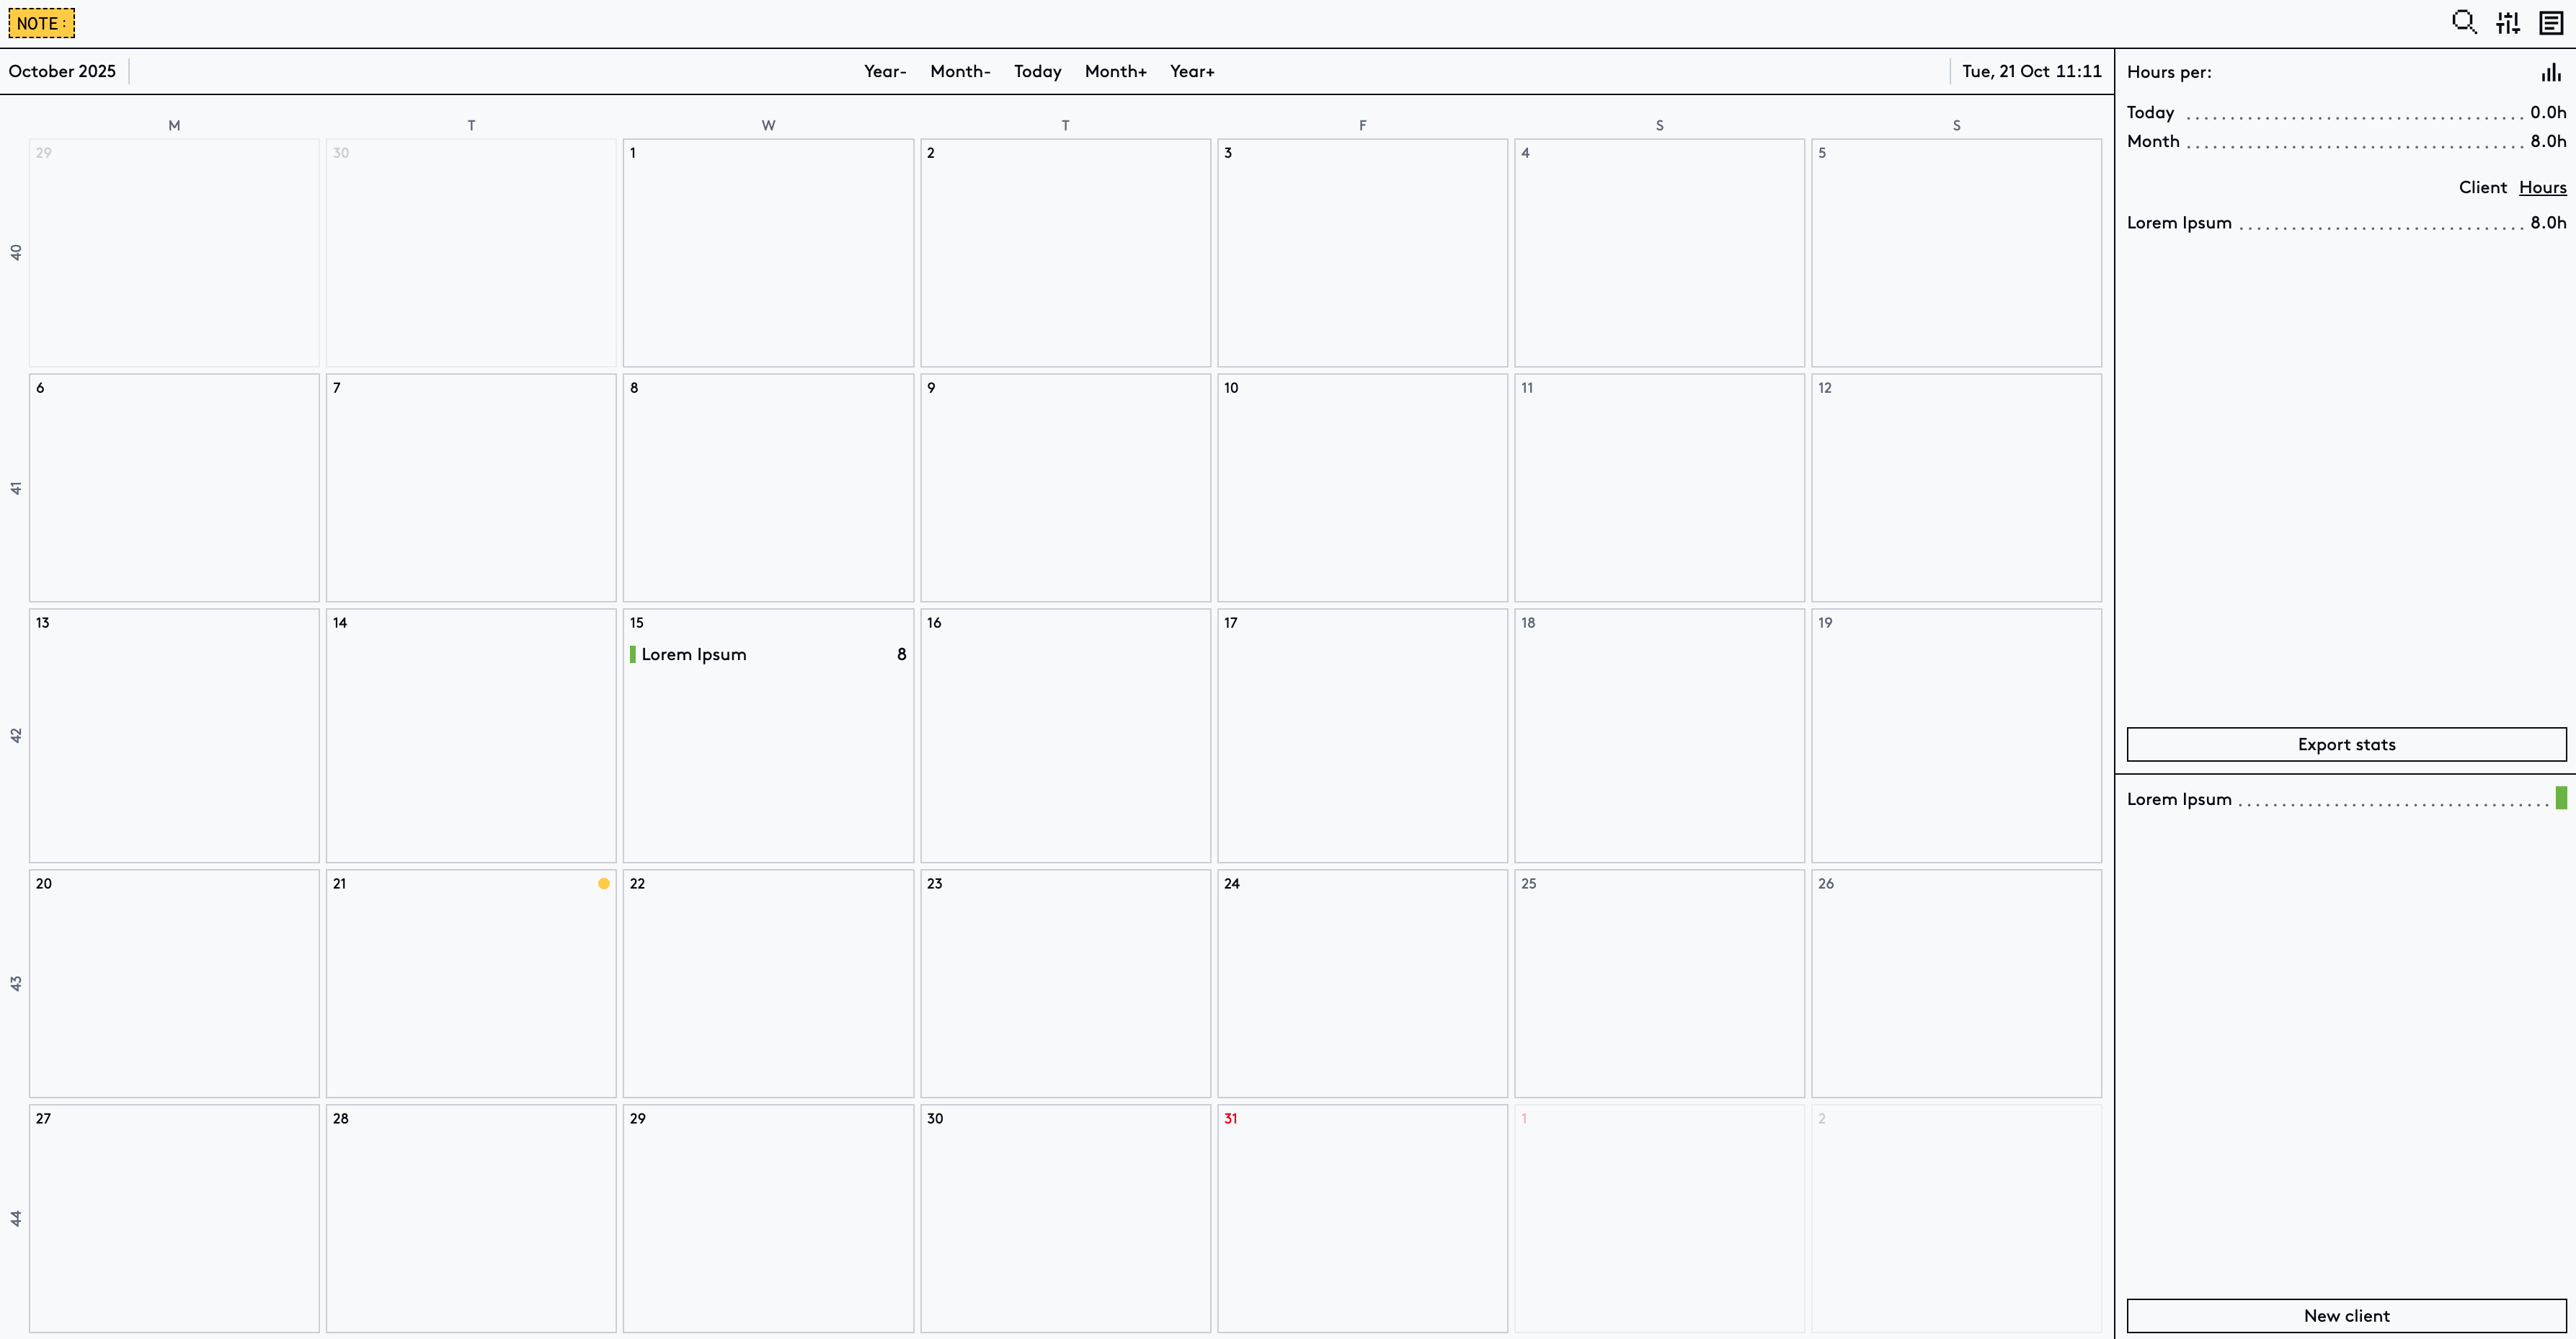 NOTE:
October 2025
Year- Month- Today Month+ Year+
Tue, 21 Oct 11:11
M T W T F S S
40
29 30 1 2 3 4 5
41
6 7 8 9 10 11 12
42
13 14 15 16 17 18 19
Lorem Ipsum 8
43
20 21 22 23 24 25 26
44
27 28 29 30 31 1 2
Hours per:
Today 0.0h
Month 8.0h
Client Hours
Lorem Ipsum 8.0h
Export stats
Lorem Ipsum
New client